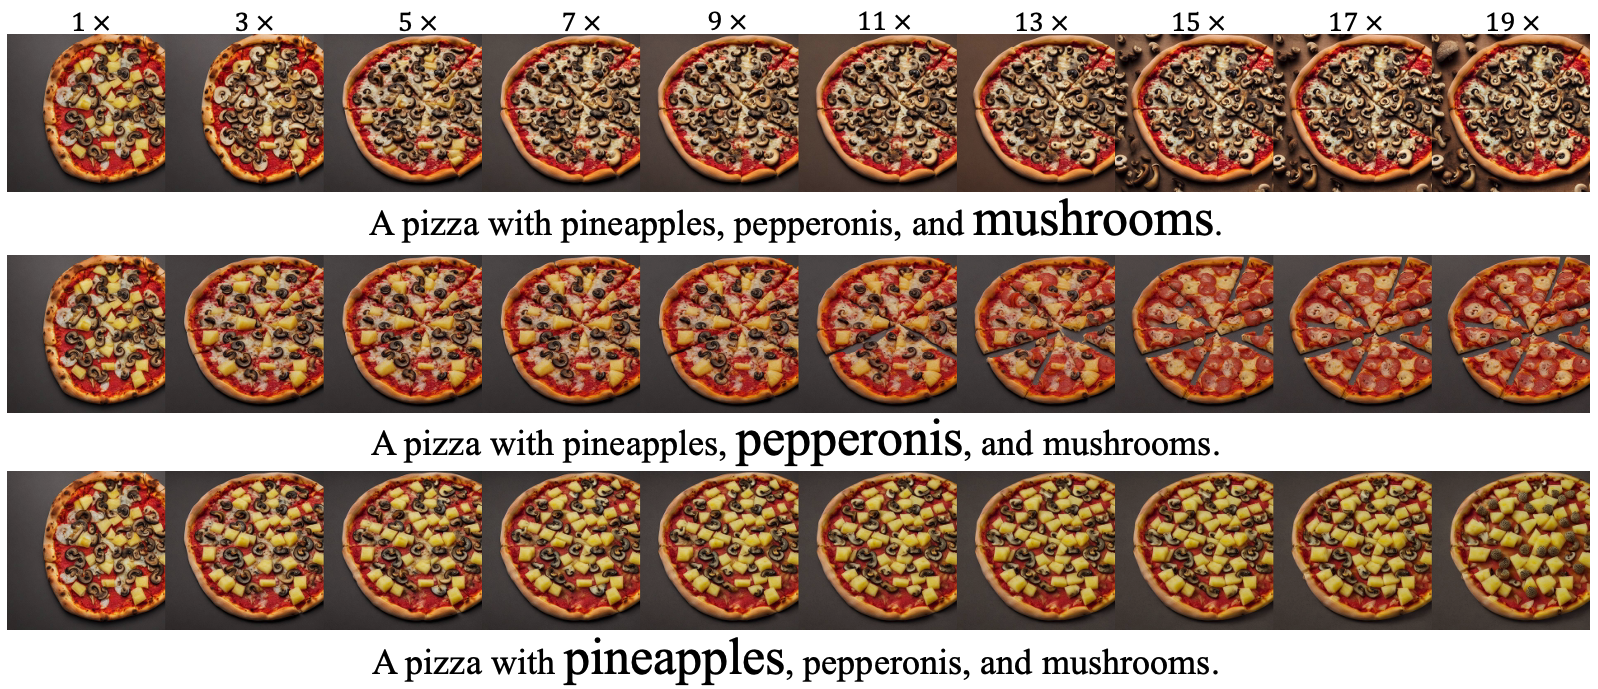 1 × 3 × 5 × 7 × 9 × 11 × 13 × 15 × 17 × 19 ×
A pizza with pineapples, pepperonis, and mushrooms.
A pizza with pineapples, pepperonis, and mushrooms.
A pizza with pineapples, pepperonis, and mushrooms.